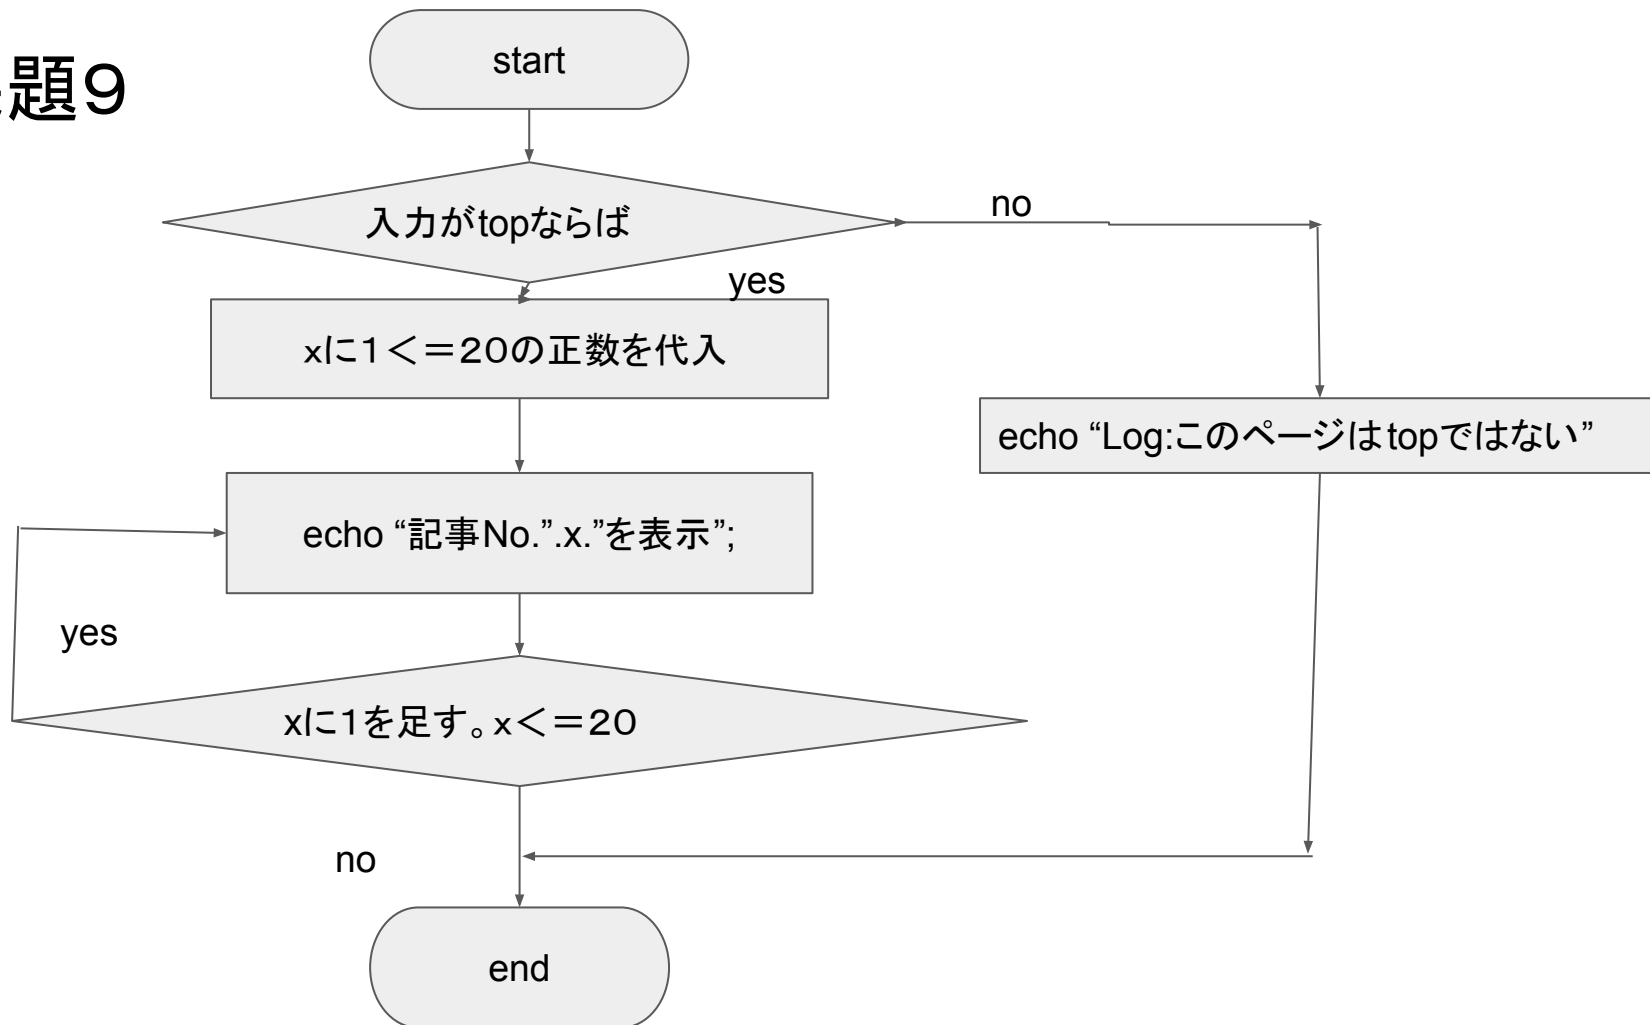 題９
start
入力がtopならば
no
yes
xに１＜＝２０の正数を代入
echo “Log:このページはtopではない”
echo “記事No.”.x.”を表示”;
yes
xに１を足す。x＜＝２０
no
end